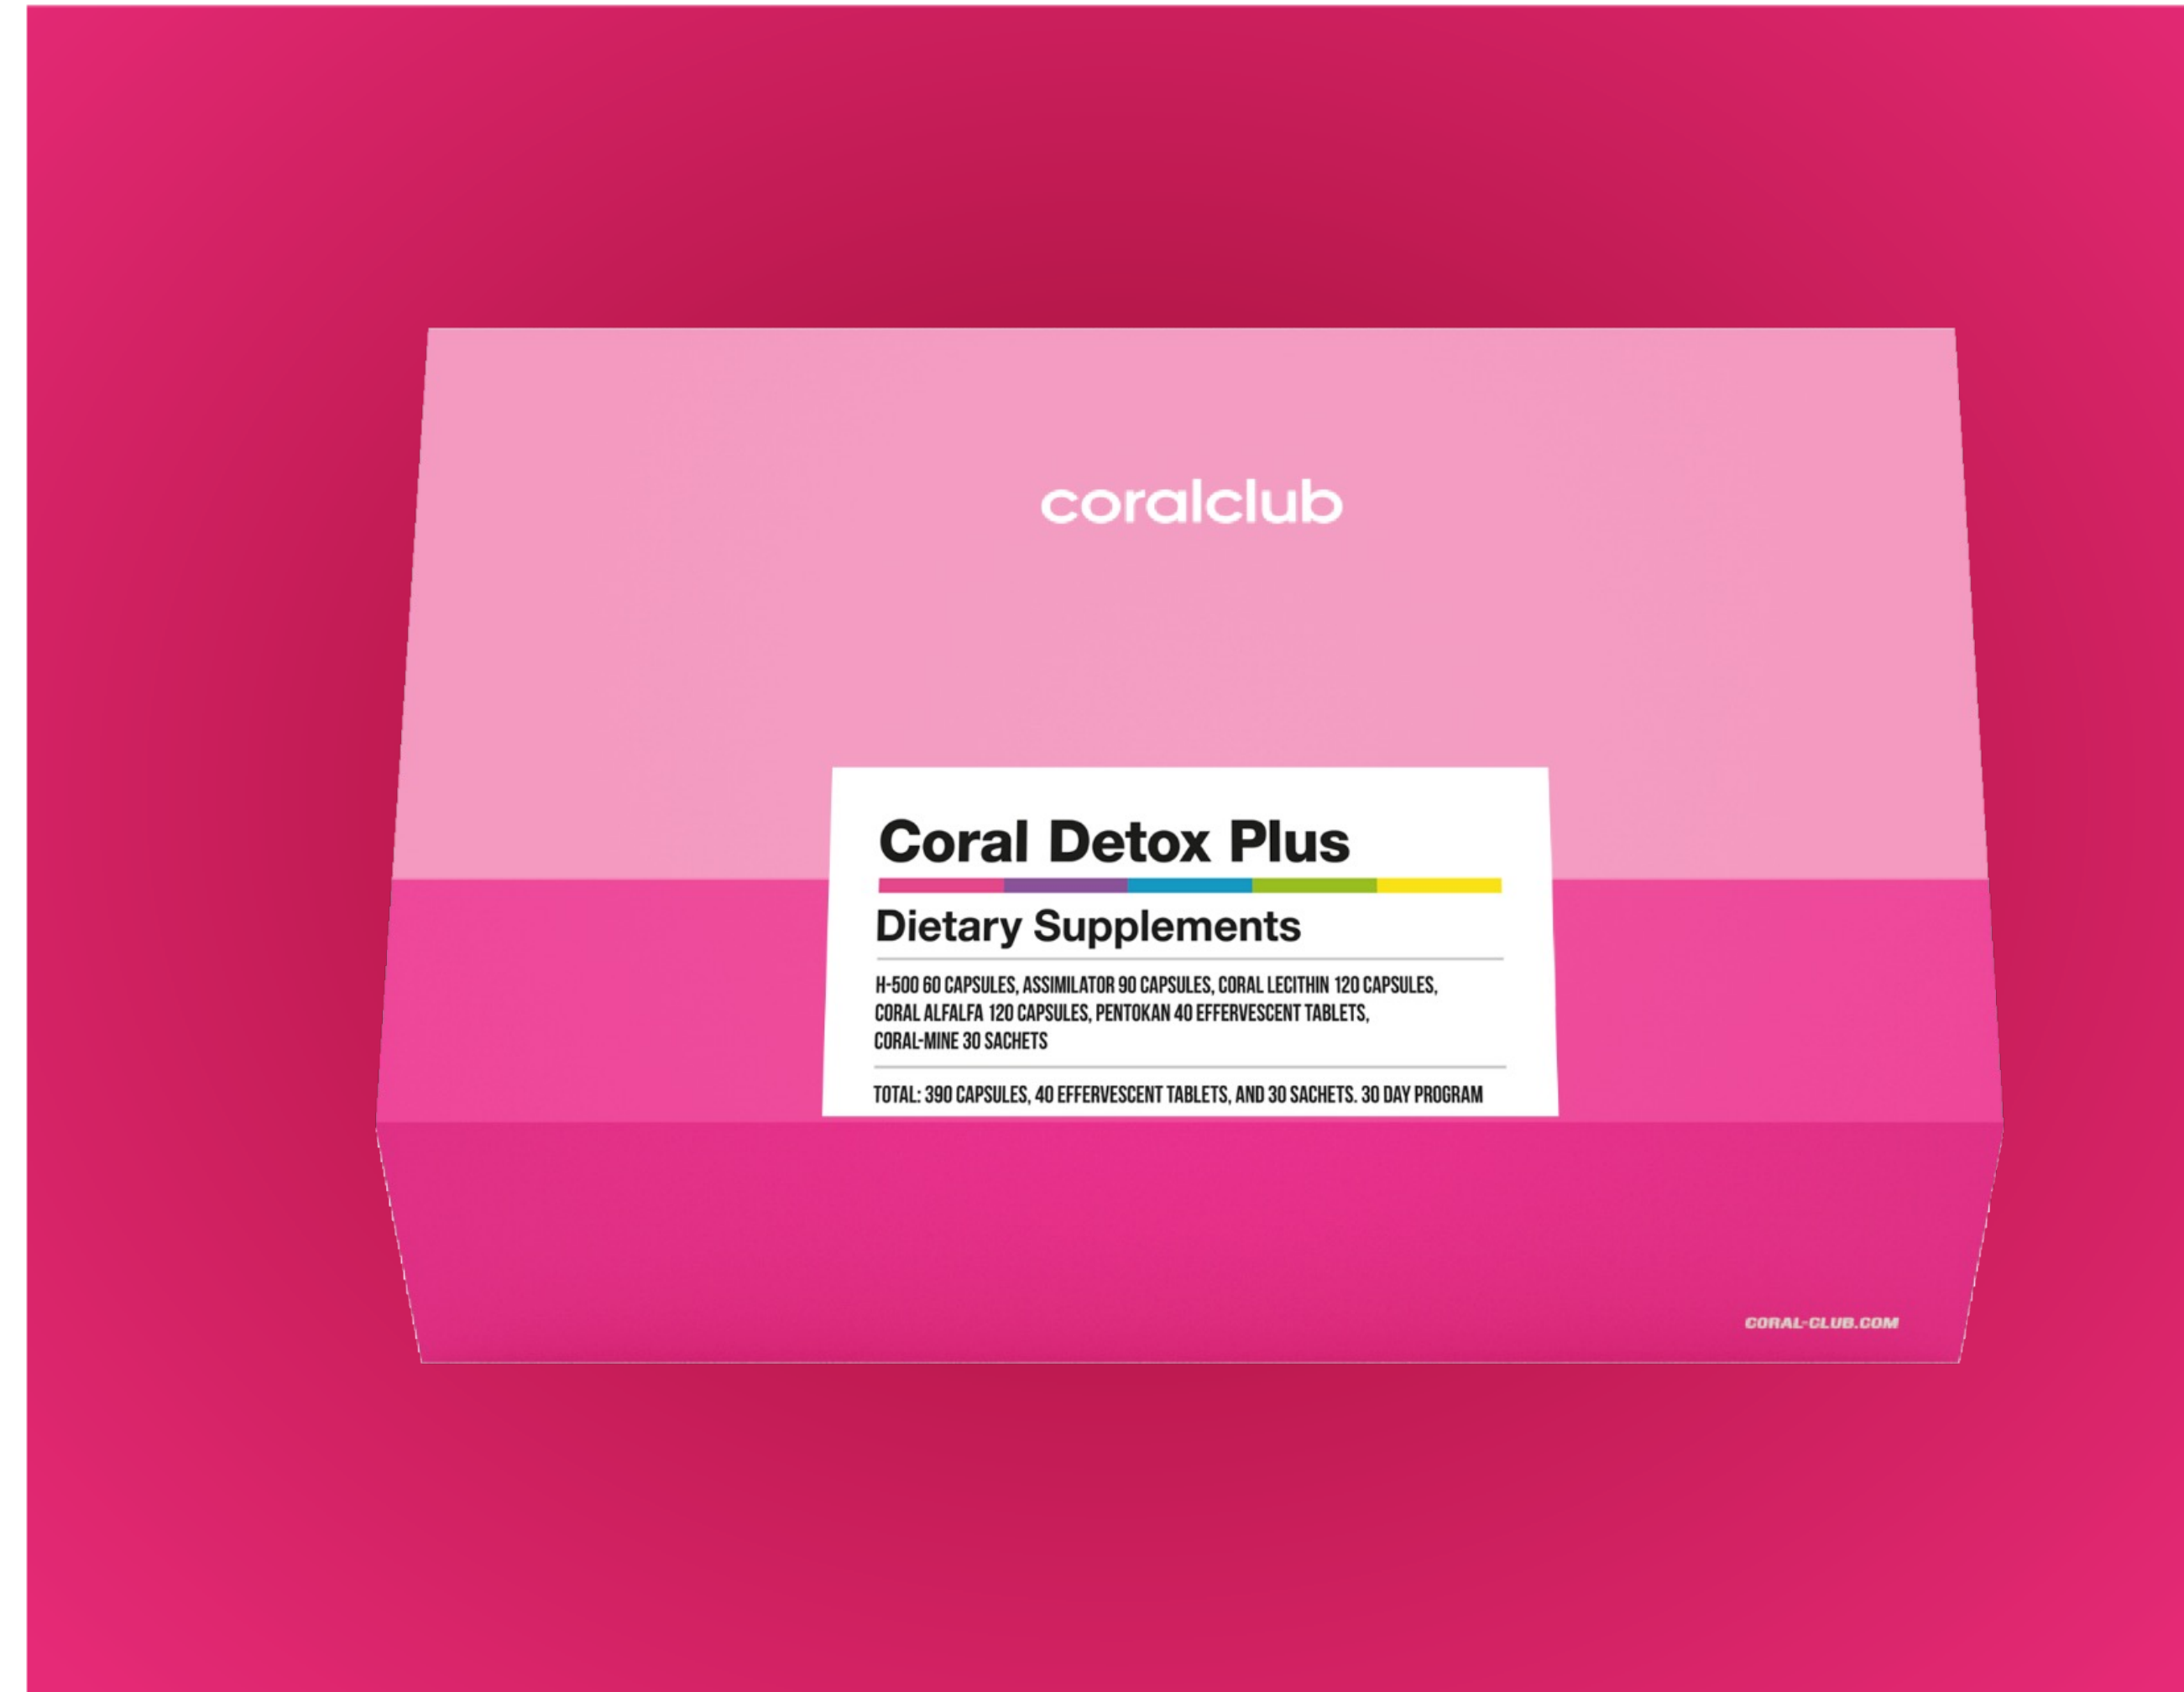 coralclub
Coral Detox Plus
Dietary Supplements
H-500 60 CAPSULES, ASSIMILATOR 90 CAPSULES, CORAL LECITHIN 120 CAPSULES,
CORAL ALFALFA 120 CAPSULES, PENTOKAN 40 EFFERVESCENT TABLETS,
CORAL-MINE 30 SACHETS
TOTAL: 390 CAPSULES, 40 EFFERVESCENT TABLETS, AND 30 SACHETS. 30 DAY PROGRAM
CORAL-CLUB.COM